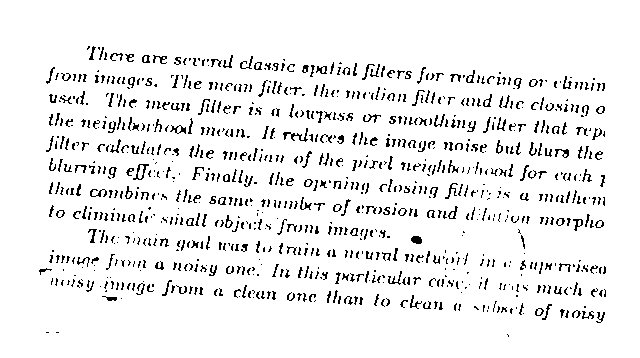 There are several classic spatial filters for reducing or elimin
from images. The mean filter, the median filter and the closing o
used. The mean filter is a lowpass or smoothing filter that repl
the neighborhood mean. It reduces the image noise but blurs the
filter calculates the median of the pixel neighborhood for each p
blurring effect. Finally, the opening closing filter is a mathem
that combines the same number of erosion and dilation morpho
to eliminate small objects from images.
The main goal was to train a neural network in a supervised
image from a noisy one. In this particular case, it was much ea
noisy image from a clean one than to clean a subset of noisy